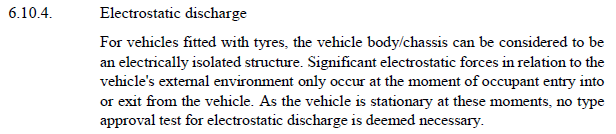 6.10.4. Electrostatic discharge
For vehicles fitted with tyres, the vehicle body/chassis can be considered to be
an electrically isolated structure. Significant electrostatic forces in relation to the
vehicle's external environment only occur at the moment of occupant entry into
or exit from the vehicle. As the vehicle is stationary at these moments, no type
approval test for electrostatic discharge is deemed necessary.